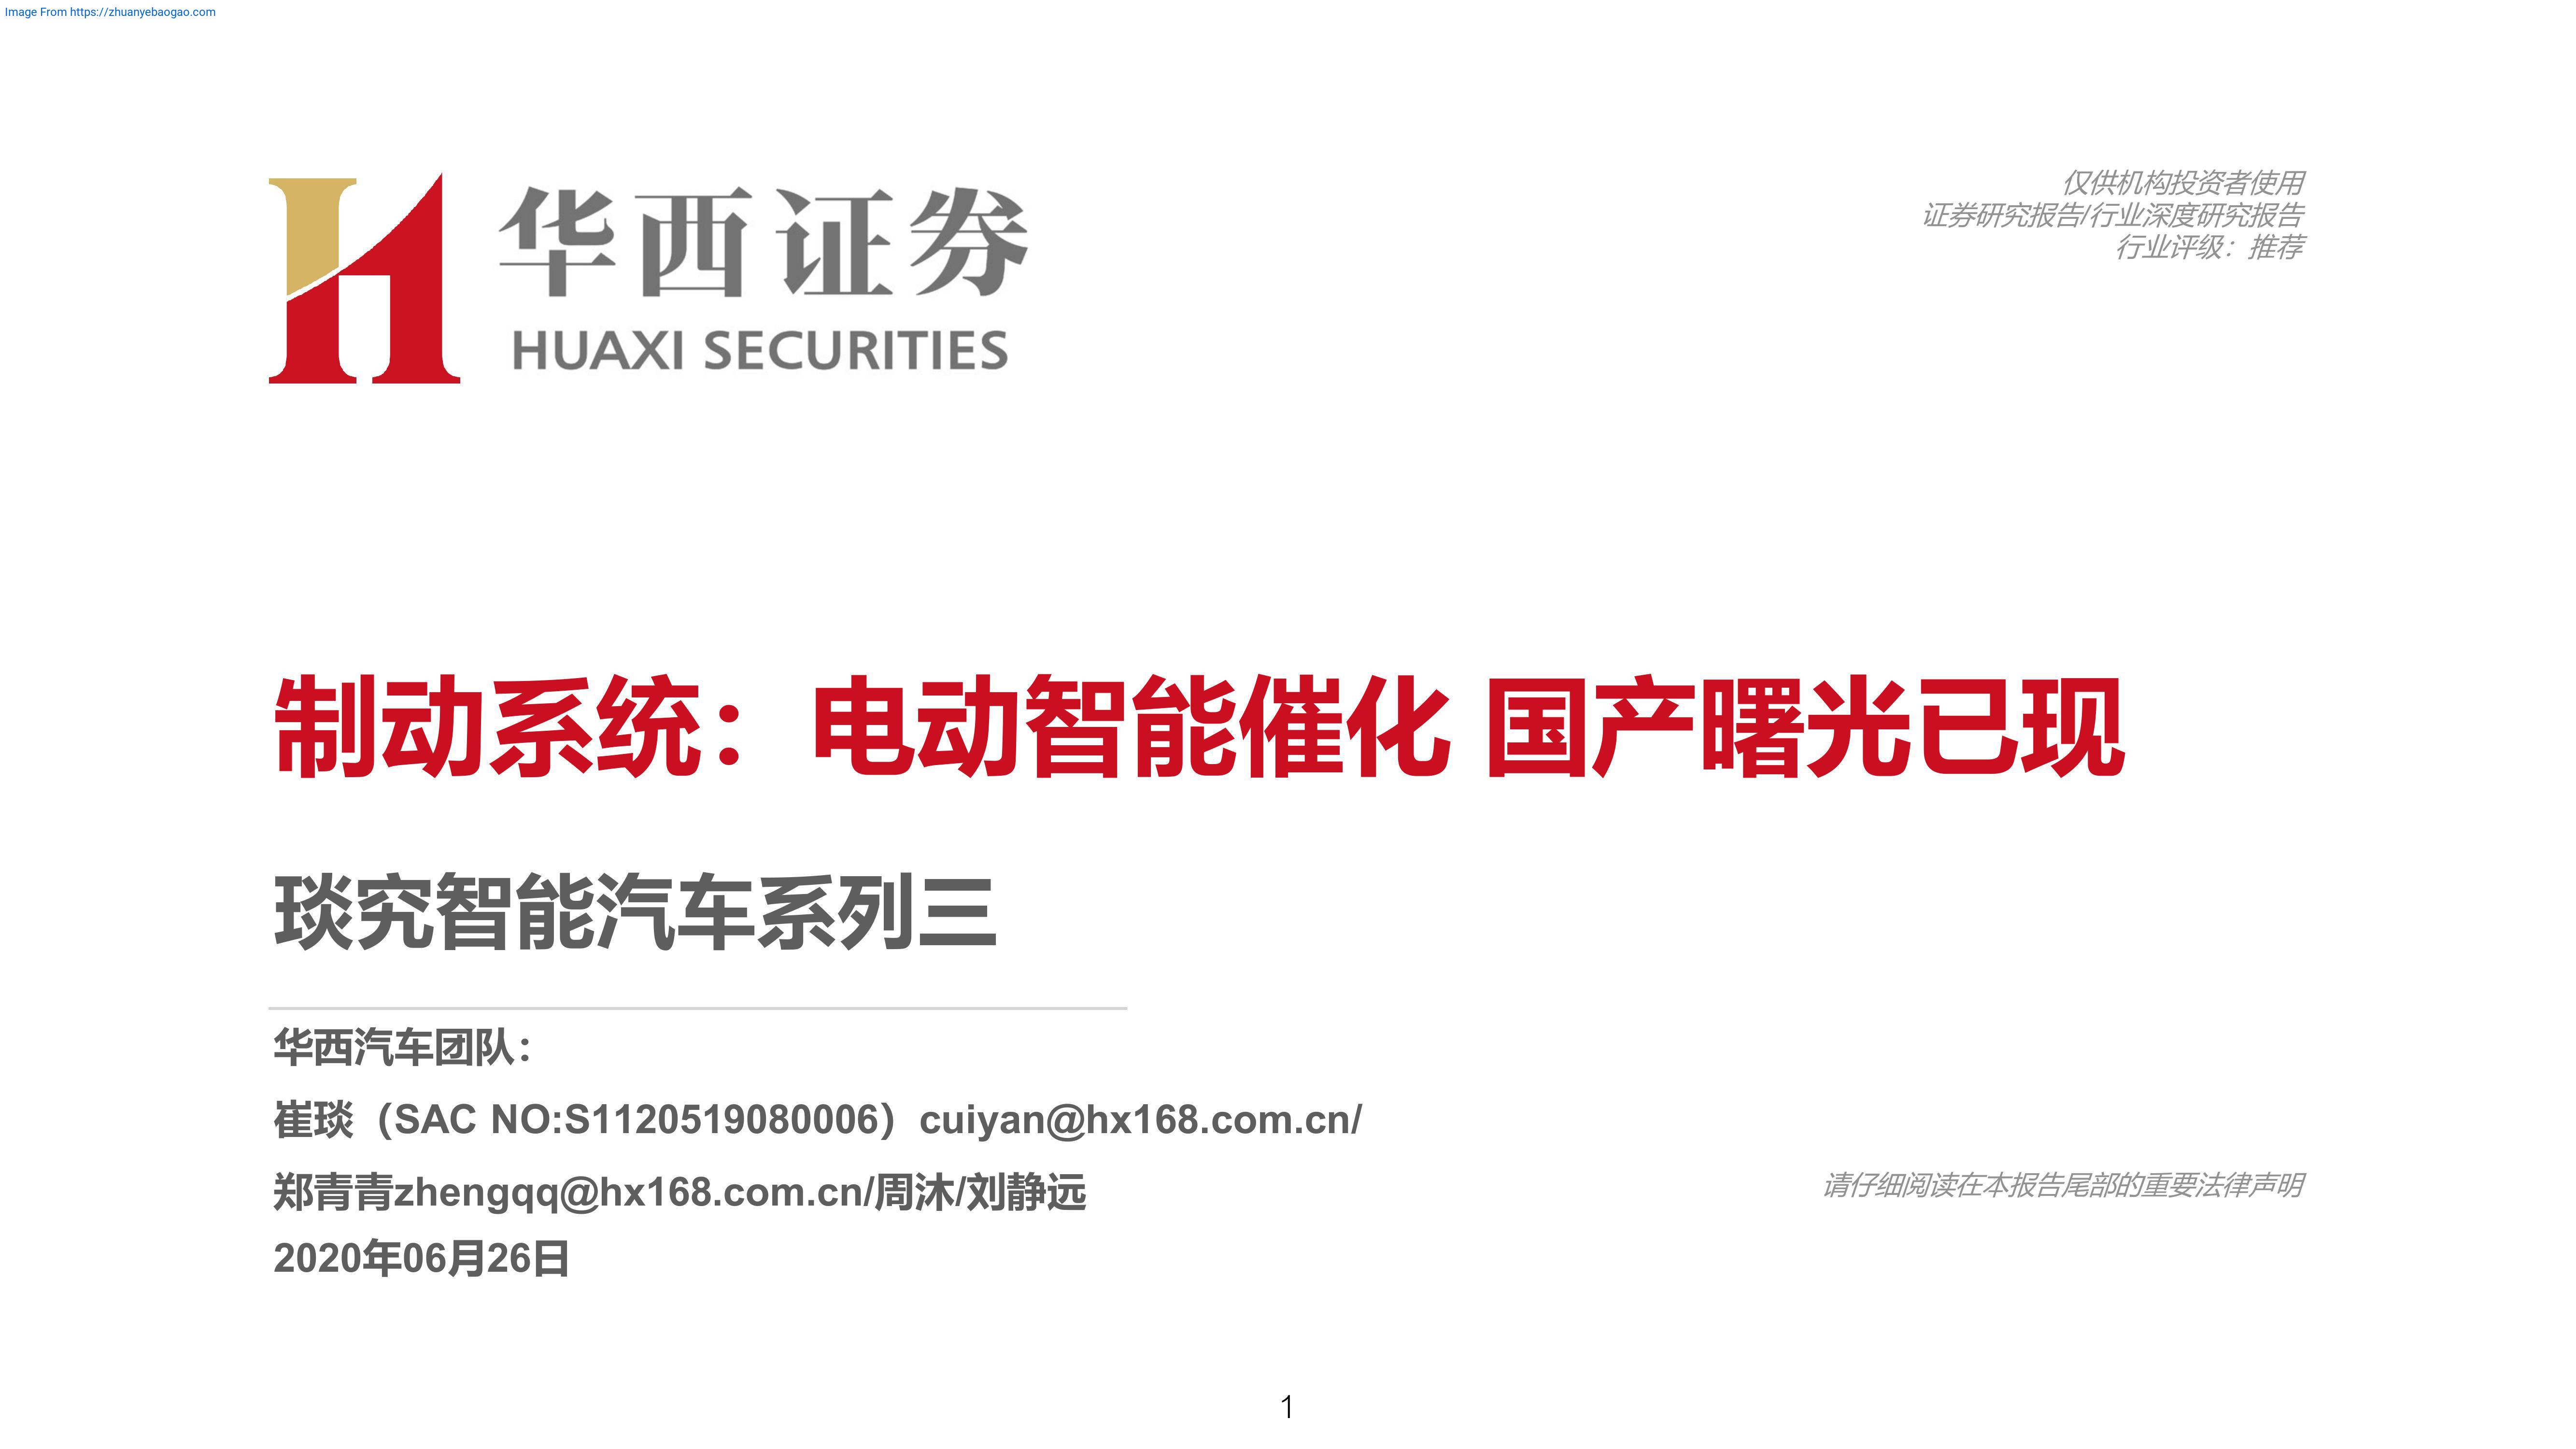 Image From https://zhuanyebaogao.com
华西证券
HUAXI SECURITIES
仅供机构投资者使用
证券研究报告/行业深度研究报告
行业评级：推荐
制动系统：电动智能催化 国产曙光已现
琰究智能汽车系列三
华西汽车团队：
崔琰（SAC NO:S1120519080006）cuiyan@hx168.com.cn/
郑青青zhengqq@hx168.com.cn/周沐/刘静远
2020年06月26日
请仔细阅读在本报告尾部的重要法律声明
1